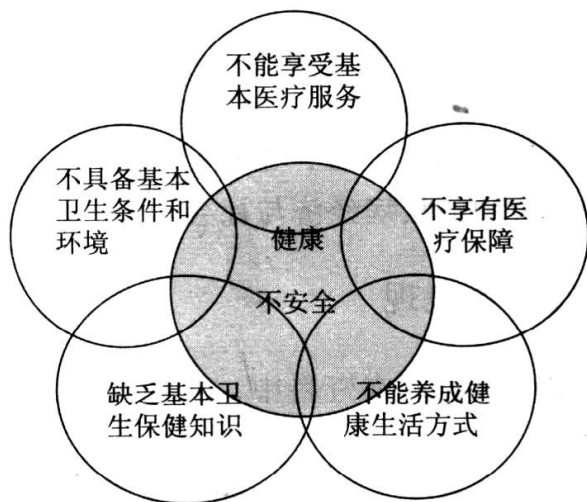 不能享受基
本医疗服务
不具备基本
卫生条件和
环境
健康
不安全
不享有医
疗保障
缺乏基本卫
生保健知识
不能养成健
康生活方式